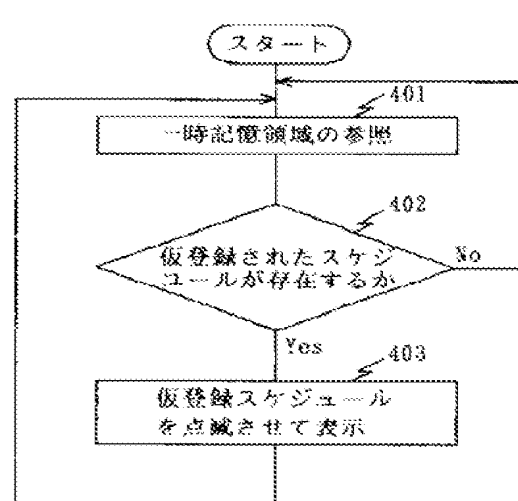 スタート
401
一時記憶領域の参照
402
仮登録されたスケジ
ュールが存在するか
No
Yes
403
仮登録スケジュール
を点滅させて表示